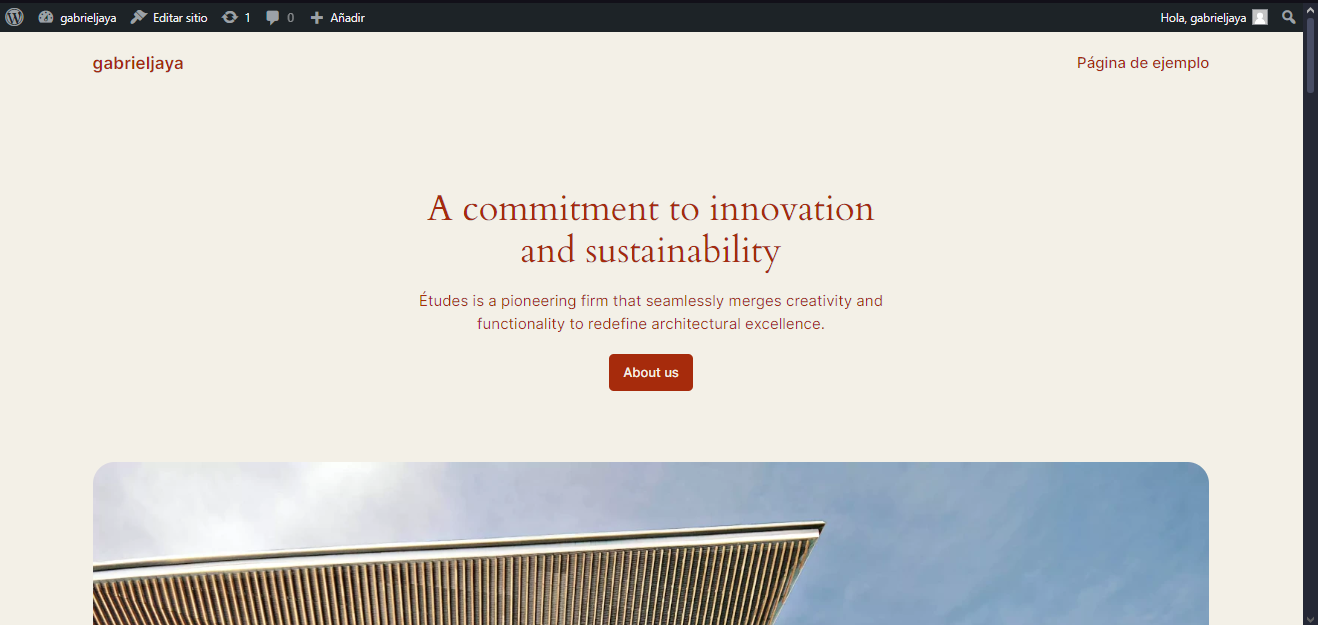 gabrieljaya Editar sitio 1 0 Añadir Hola, gabrieljaya
gabrieljaya Página de ejemplo
A commitment to innovation
and sustainability
Études is a pioneering firm that seamlessly merges creativity and
functionality to redefine architectural excellence.
About us